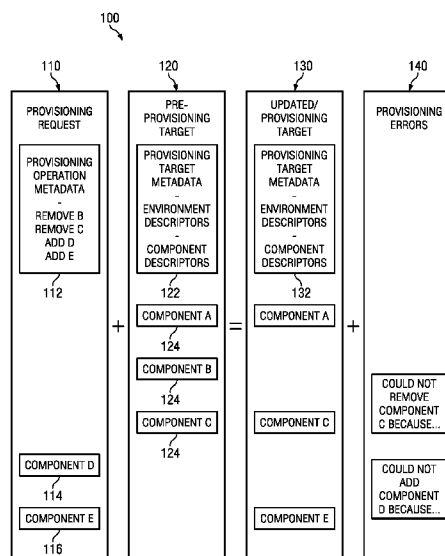 100
110
120
130
140
PROVISIONING
REQUEST
PROVISIONING
OPERATION
METADATA
-
REMOVE B
REMOVE C
ADD D
ADD E
112
COMPONENT D
114
COMPONENT E
116
+
PRE-
PROVISIONING
TARGET
PROVISIONING
TARGET
METADATA
-
ENVIRONMENT
DESCRIPTORS
-
COMPONENT
DESCRIPTORS
122
COMPONENT A
124
COMPONENT B
124
COMPONENT C
124
=
UPDATED/
PROVISIONING
TARGET
PROVISIONING
TARGET
METADATA
-
ENVIRONMENT
DESCRIPTORS
-
COMPONENT
DESCRIPTORS
132
COMPONENT A
COMPONENT C
COMPONENT E
+
PROVISIONING
ERRORS
COULD NOT
REMOVE
COMPONENT
C BECAUSE...
COULD NOT
ADD
COMPONENT
D BECAUSE...